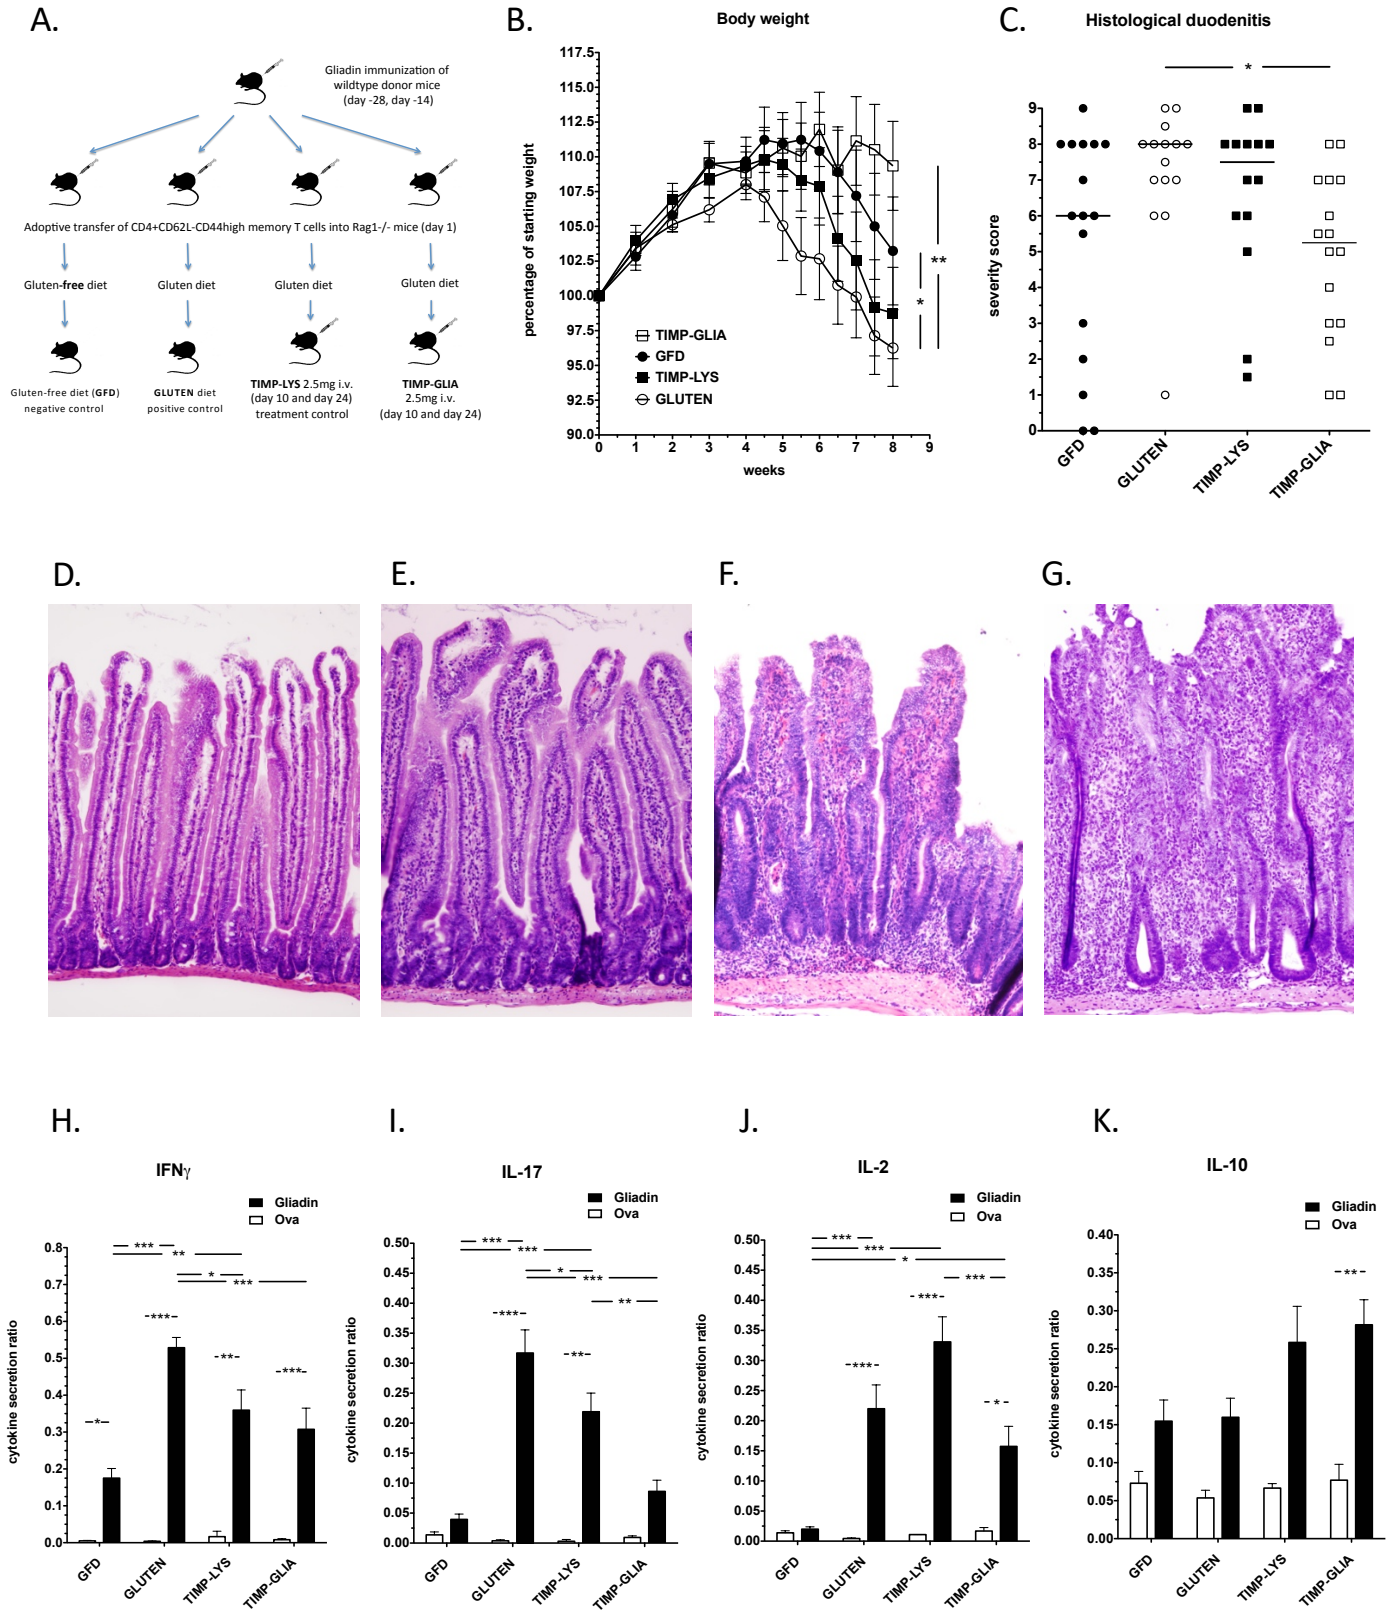 A.
Gliadin immunization of
wildtype donor mice
(day -28, day -14)
Adoptive transfer of CD4+CD62L-CD44high memory T cells into Rag1-/- mice (day 1)
Gluten-free diet
Gluten diet
Gluten diet
Gluten diet
Gluten-free diet (GFD)
negative control
GLUTEN diet
positive control
TIMP-LYS 2.5mg i.v.
(day 10 and day 24)
treatment control
TIMP-GLIA
2.5mg i.v.
(day 10 and day 24)
B.
Body weight
percentage of starting weight
117.5
115.0
112.5
110.0
107.5
105.0
102.5
100.0
97.5
95.0
92.5
90.0
0 1 2 3 4 5 6 7 8 9
weeks
TIMP-GLIA
GFD
TIMP-LYS
GLUTEN
*
**
C.
Histological duodenitis
*
severity score
9
8
7
6
5
4
3
2
1
0
GFD
GLUTEN
TIMP-LYS
TIMP-GLIA
D.
E.
F.
G.
H.
IFNγ
Gliadin
Ova
cytokine secretion ratio
0.8
0.7
0.6
0.5
0.4
0.3
0.2
0.1
0.0
***
**
*
***
***
**
***
*
GFD
GLUTEN
TIMP-LYS
TIMP-GLIA
I.
IL-17
Gliadin
Ova
cytokine secretion ratio
0.50
0.45
0.40
0.35
0.30
0.25
0.20
0.15
0.10
0.05
0.00
***
***
*
***
**
***
**
GFD
GLUTEN
TIMP-LYS
TIMP-GLIA
J.
IL-2
Gliadin
Ova
cytokine secretion ratio
0.50
0.45
0.40
0.35
0.30
0.25
0.20
0.15
0.10
0.05
0.00
***
***
*
***
***
***
*
GFD
GLUTEN
TIMP-LYS
TIMP-GLIA
K.
IL-10
Gliadin
Ova
cytokine secretion ratio
0.40
0.35
0.30
0.25
0.20
0.15
0.10
0.05
0.00
**
GFD
GLUTEN
TIMP-LYS
TIMP-GLIA